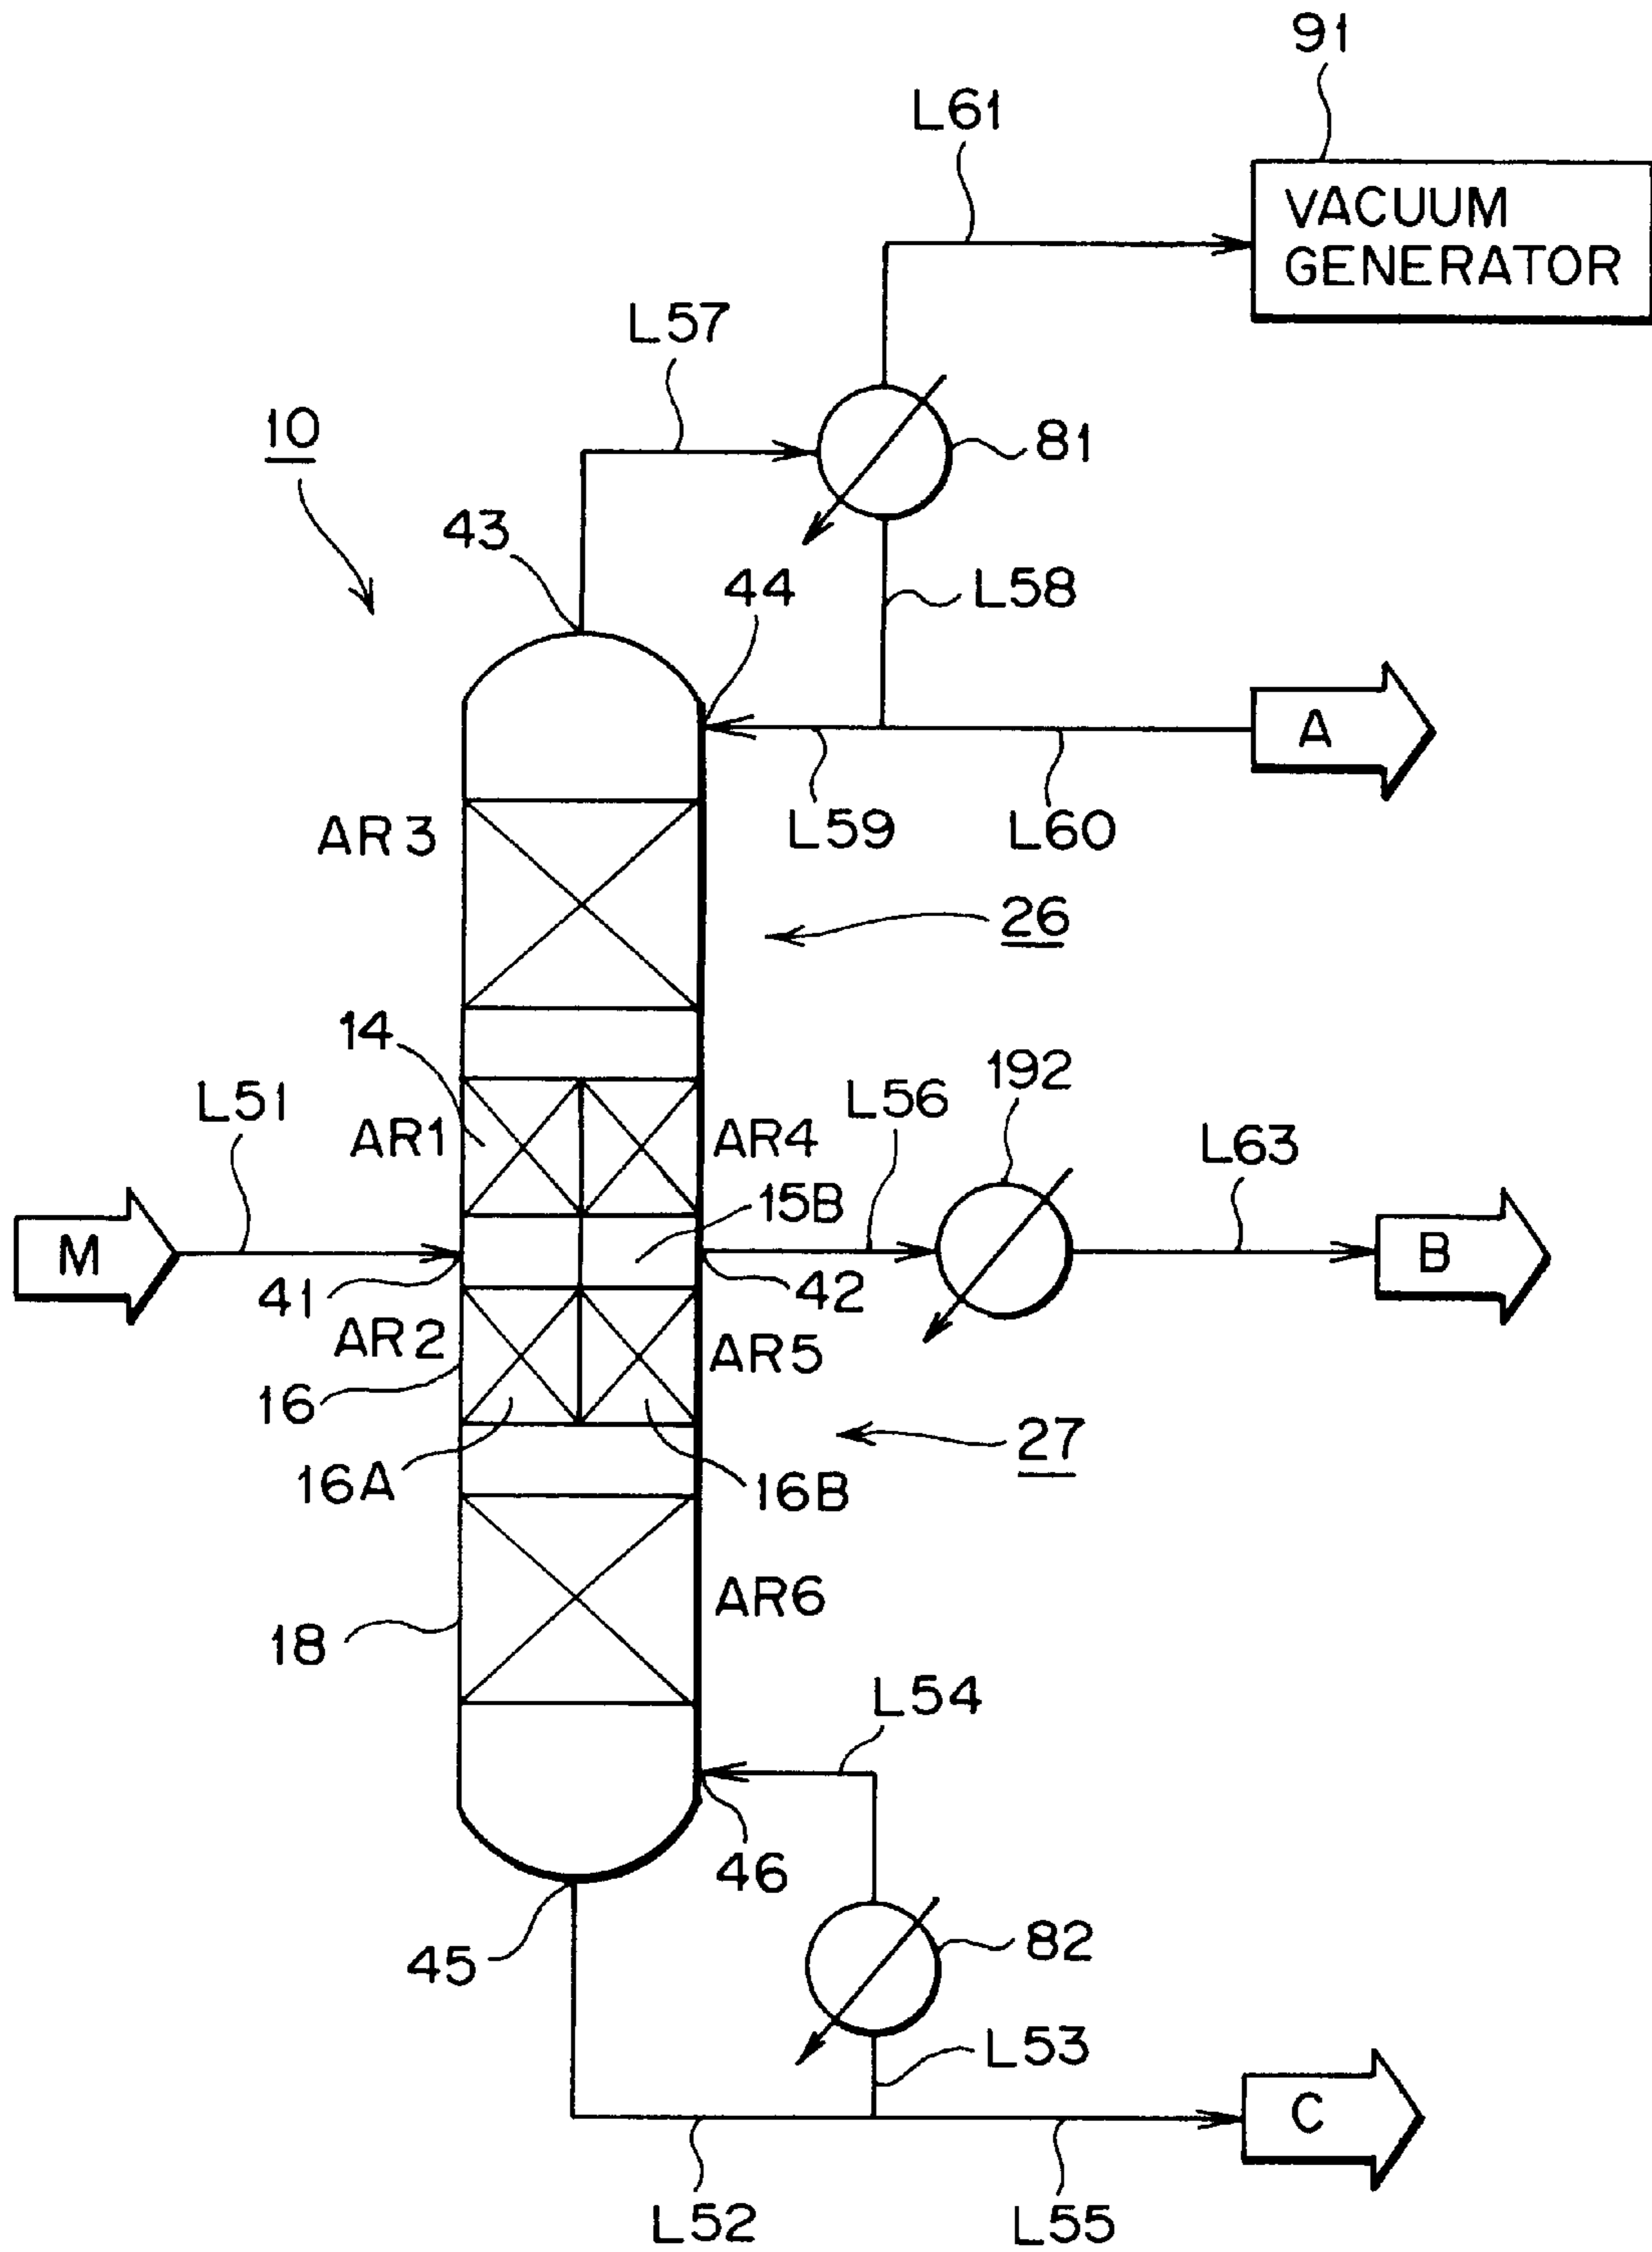 91
L61
VACUUM
GENERATOR
L57
10
81
43
44
L58
A
AR3
L59
L60
26
14
192
L51
L56
AR1
AR4
L63
15B
M
B
41
42
AR2
AR5
16
27
16A
16B
AR6
18
L54
46
45
82
L53
C
L52
L55